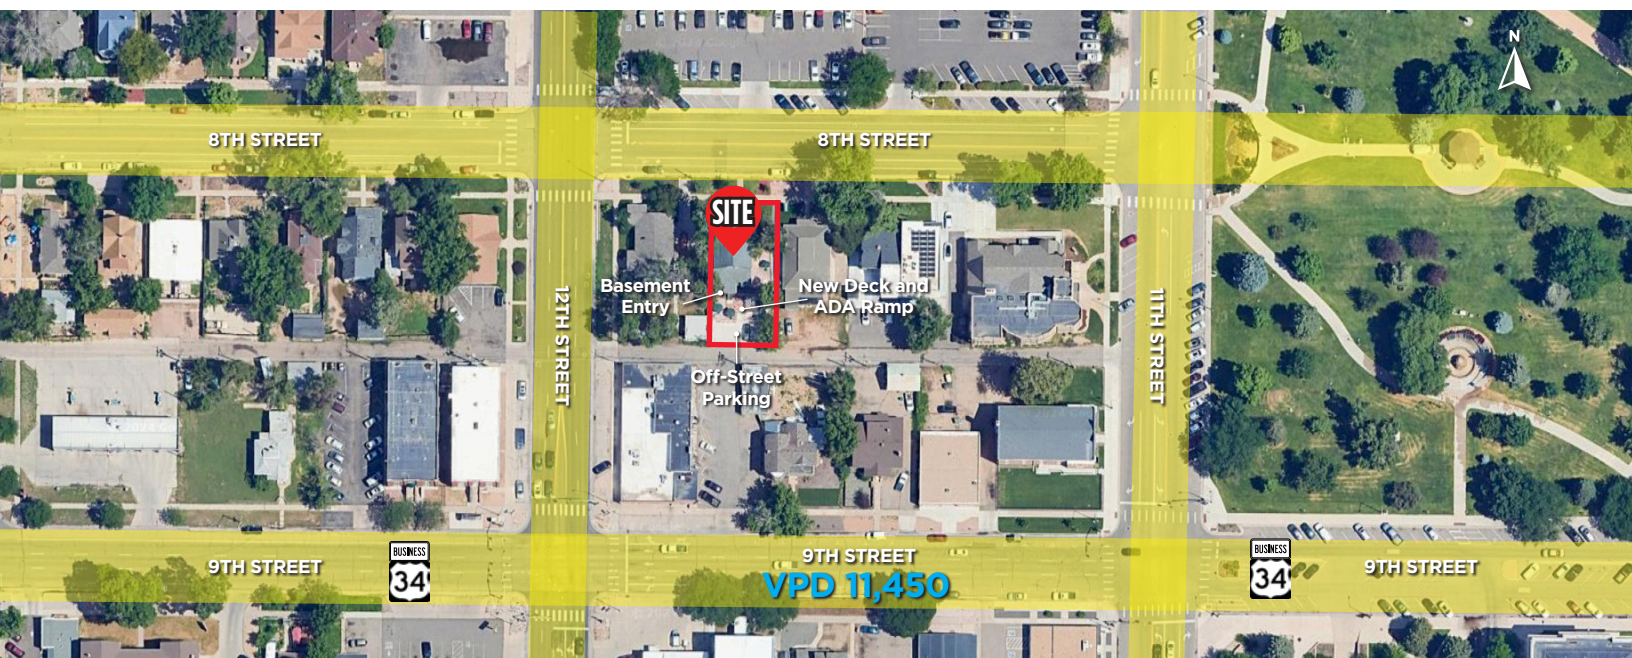 N
8TH STREET
8TH STREET
SITE
Basement
Entry
New Deck and
ADA Ramp
12TH STREET
11TH STREET
Off-Street
Parking
9TH STREET
BUSINESS
34
9TH STREET
VPD 11,450
BUSINESS
34
9TH STREET